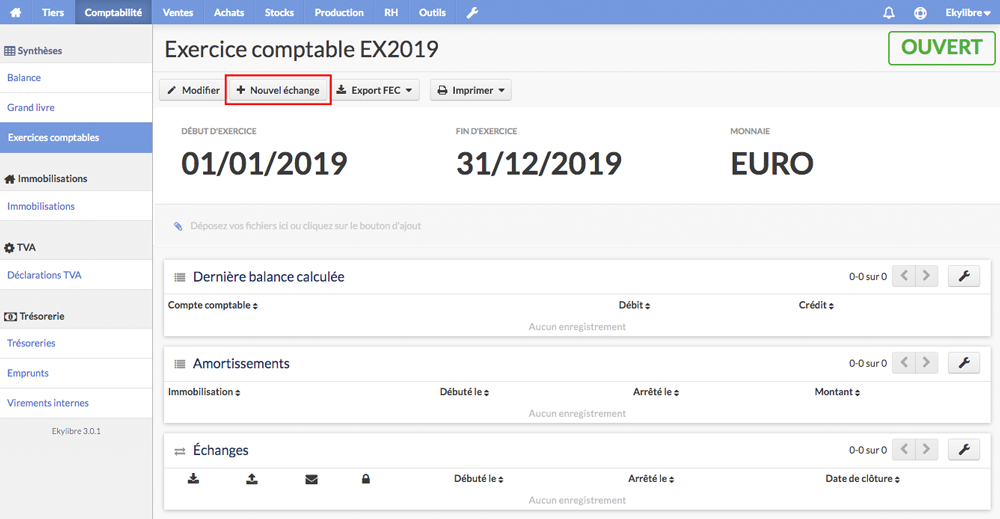 Tiers Comptabilité Ventes Achats Stocks Production RH Outils Ekylibre
Synthèses
Balance
Grand livre
Exercices comptables
Immobilisations
Immobilisations
TVA
Déclarations TVA
Trésorerie
Trésoreries
Emprunts
Virements internes
Ekylibre 3.0.1
Exercice comptable EX2019
OUVERT
Modifier Nouvel échange Export FEC Imprimer
DÉBUT D'EXERCICE FIN D'EXERCICE MONNAIE
01/01/2019 31/12/2019 EURO
Déposez vos fichiers ici ou cliquez sur le bouton d'ajout
Dernière balance calculée 0-0 sur 0
Compte comptable Débit Crédit
Aucun enregistrement
Amortissements 0-0 sur 0
Immobilisation Débuté le Arrêté le Montant
Aucun enregistrement
Échanges 0-0 sur 0
Débuté le Arrêté le Date de clôture
Aucun enregistrement